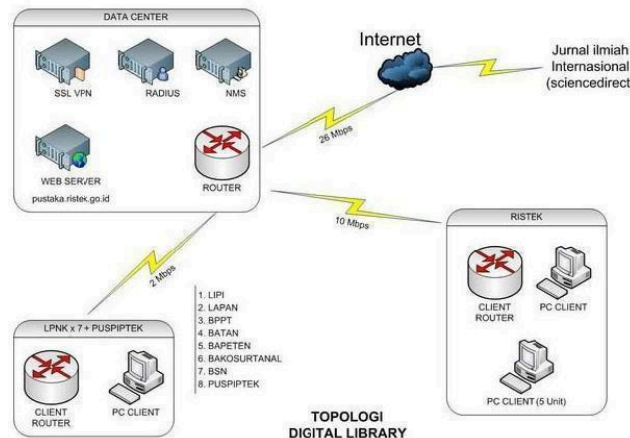 DATA CENTER
SSL VPN
RADIUS
NMS
WEB SERVER
pustaka.ristek.go.id
ROUTER
Internet
Jurnal ilmiah
Internasional
(sciencedirect
26 Mbps
10 Mbps
2 Mbps
RISTEK
CLIENT
ROUTER
PC CLIENT
PC CLIENT (5 Unit)
LPNK x 7 + PUSPIPTEK
CLIENT
ROUTER
PC CLIENT
1. LIPI
2. LAPAN
3. BPPT
4. BATAN
5. BAPETEN
6. BAKOSURTANAL
7. BSN
8. PUSPIPTEK
TOPOLOGI
DIGITAL LIBRARY